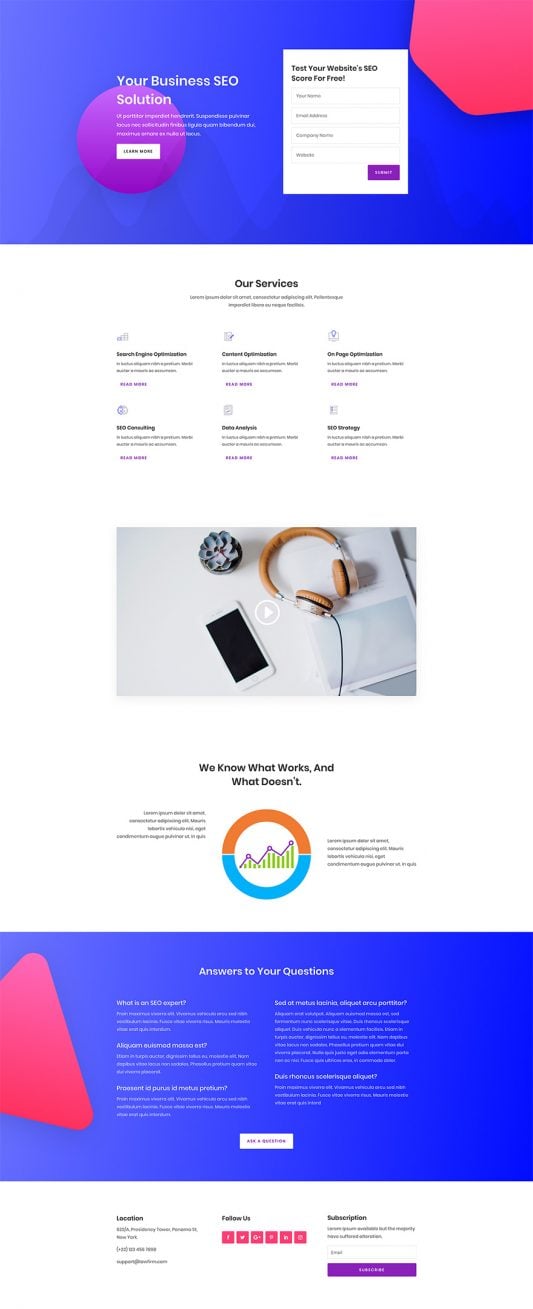 Your Business SEO
Solution
Ut porttitor imperdiet hendrerit. Suspendisse pulvinar
lacus nec sollicitudin finibus ligula quam bibendum dui,
maximus ornare ex nulla ut lacus.
LEARN MORE
Test Your Website's SEO
Score For Free!
Your Name
Email Address
Company Name
Website
SUBMIT
Our Services
Lorem ipsum dolor sit amet, consectetur adipiscing elit. Pellentesque
imperdiet libero eu neque facilisis.
Search Engine Optimization
In luctus aliquam nibh a pretium. Morbi
auctor a mauris ac accumsan.
READ MORE
Content Optimization
In luctus aliquam nibh a pretium. Morbi
auctor a mauris ac accumsan.
READ MORE
On Page Optimization
In luctus aliquam nibh a pretium. Morbi
auctor a mauris ac accumsan.
READ MORE
SEO Consulting
In luctus aliquam nibh a pretium. Morbi
auctor a mauris ac accumsan.
READ MORE
Data Analysis
In luctus aliquam nibh a pretium. Morbi
auctor a mauris ac accumsan.
READ MORE
SEO Strategy
In luctus aliquam nibh a pretium. Morbi
auctor a mauris ac accumsan.
READ MORE
We Know What Works, And
What Doesn't.
Lorem ipsum dolor sit amet,
consectetur adipiscing elit. Mauris
lobortis vehicula nisi, eget
condimentum augue pulvinar ut. in quis
Lorem ipsum dolor sit amet,
consectetur adipiscing elit. Mauris
lobortis vehicula nisi, eget
condimentum augue pulvinar ut. in quis
Answers to Your Questions
What is an SEO expert?
Proin maximus viverra elit. Vivamus vehicula arcu sed nibh
vestibulum lacinia. Fusce vitae viverra risus. Mauris molestie
vitae erat quis interdum.
Aliquam euismod massa est?
Etiam in turpis auctor, dignissim tellus eu, molestie elit. Nam
dapibus vitae lacus non sodales. Phasellus pretium quam vitae
dui viverra placerat.
Praesent id purus id metus pretium?
Proin maximus viverra elit. Vivamus vehicula arcu sed nibh
vestibulum lacinia. Fusce vitae viverra risus. Mauris molestie
vitae erat quis interdum.
Sed at metus lacinia, aliquet arcu porttitor?
Aliquam erat volutpat. Aliquam euismod massa est, sed
fermentum nunc scelerisque vitae. Duis rhoncus scelerisque
aliquet. Duis vehicula nunc a elementum facilisis. Etiam in
turpis auctor, dignissim tellus eu, molestie elit. Nam dapibus
vitae lacus non sodales. Phasellus pretium quam vitae dui
viverra placerat. Nulla quis justo eget odio elementum porta
non ac felis. Fusce quis ultrices eros, in commodo dolor.
Duis rhoncus scelerisque aliquet?
Proin maximus viverra elit. Vivamus vehicula arcu sed nibh
vestibulum lacinia. Fusce vitae viverra risus. Mauris molestie
vitae erat quis interd
ASK A QUESTION
Location
New York.
(+32) 123 456 7898
support@lawfirm.com
Follow Us
Subscription
Lorem Ipsum available but the majority
have suffered alteration.
Email
SUBSCRIBE